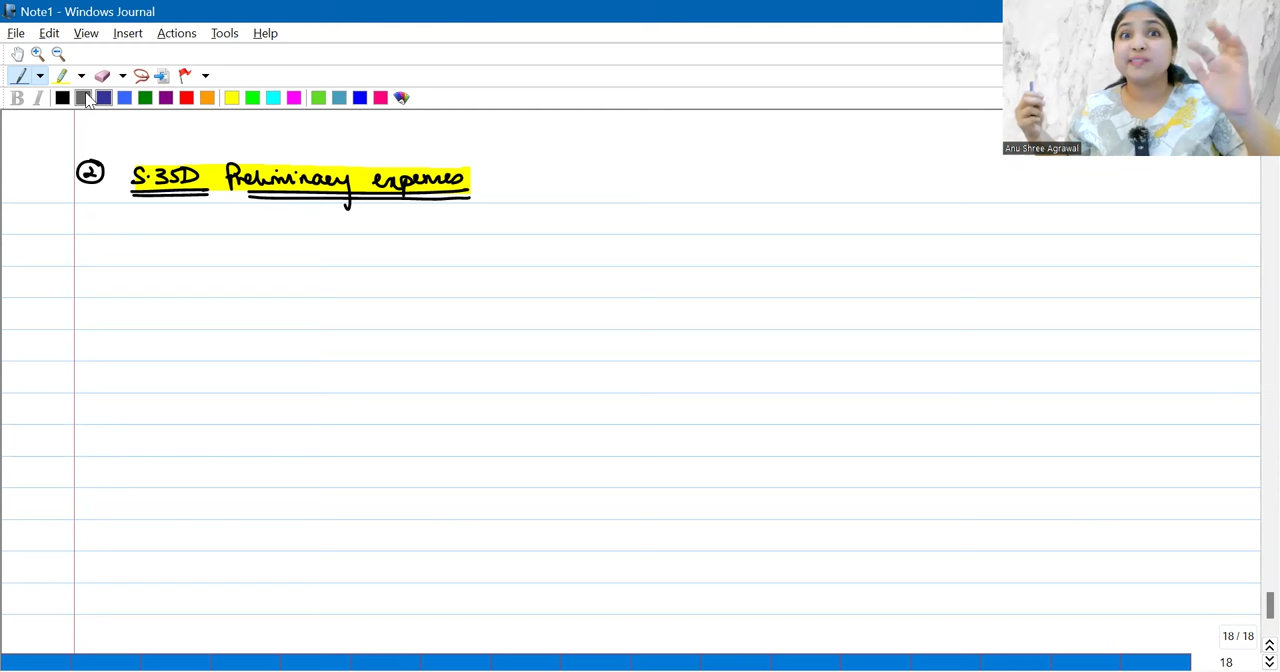 Note1 - Windows Journal
File Edit View Insert Actions Tools Help
B I
Anu Shree Agrawal
2 S.35D Preliminary expenses
18 / 18
18